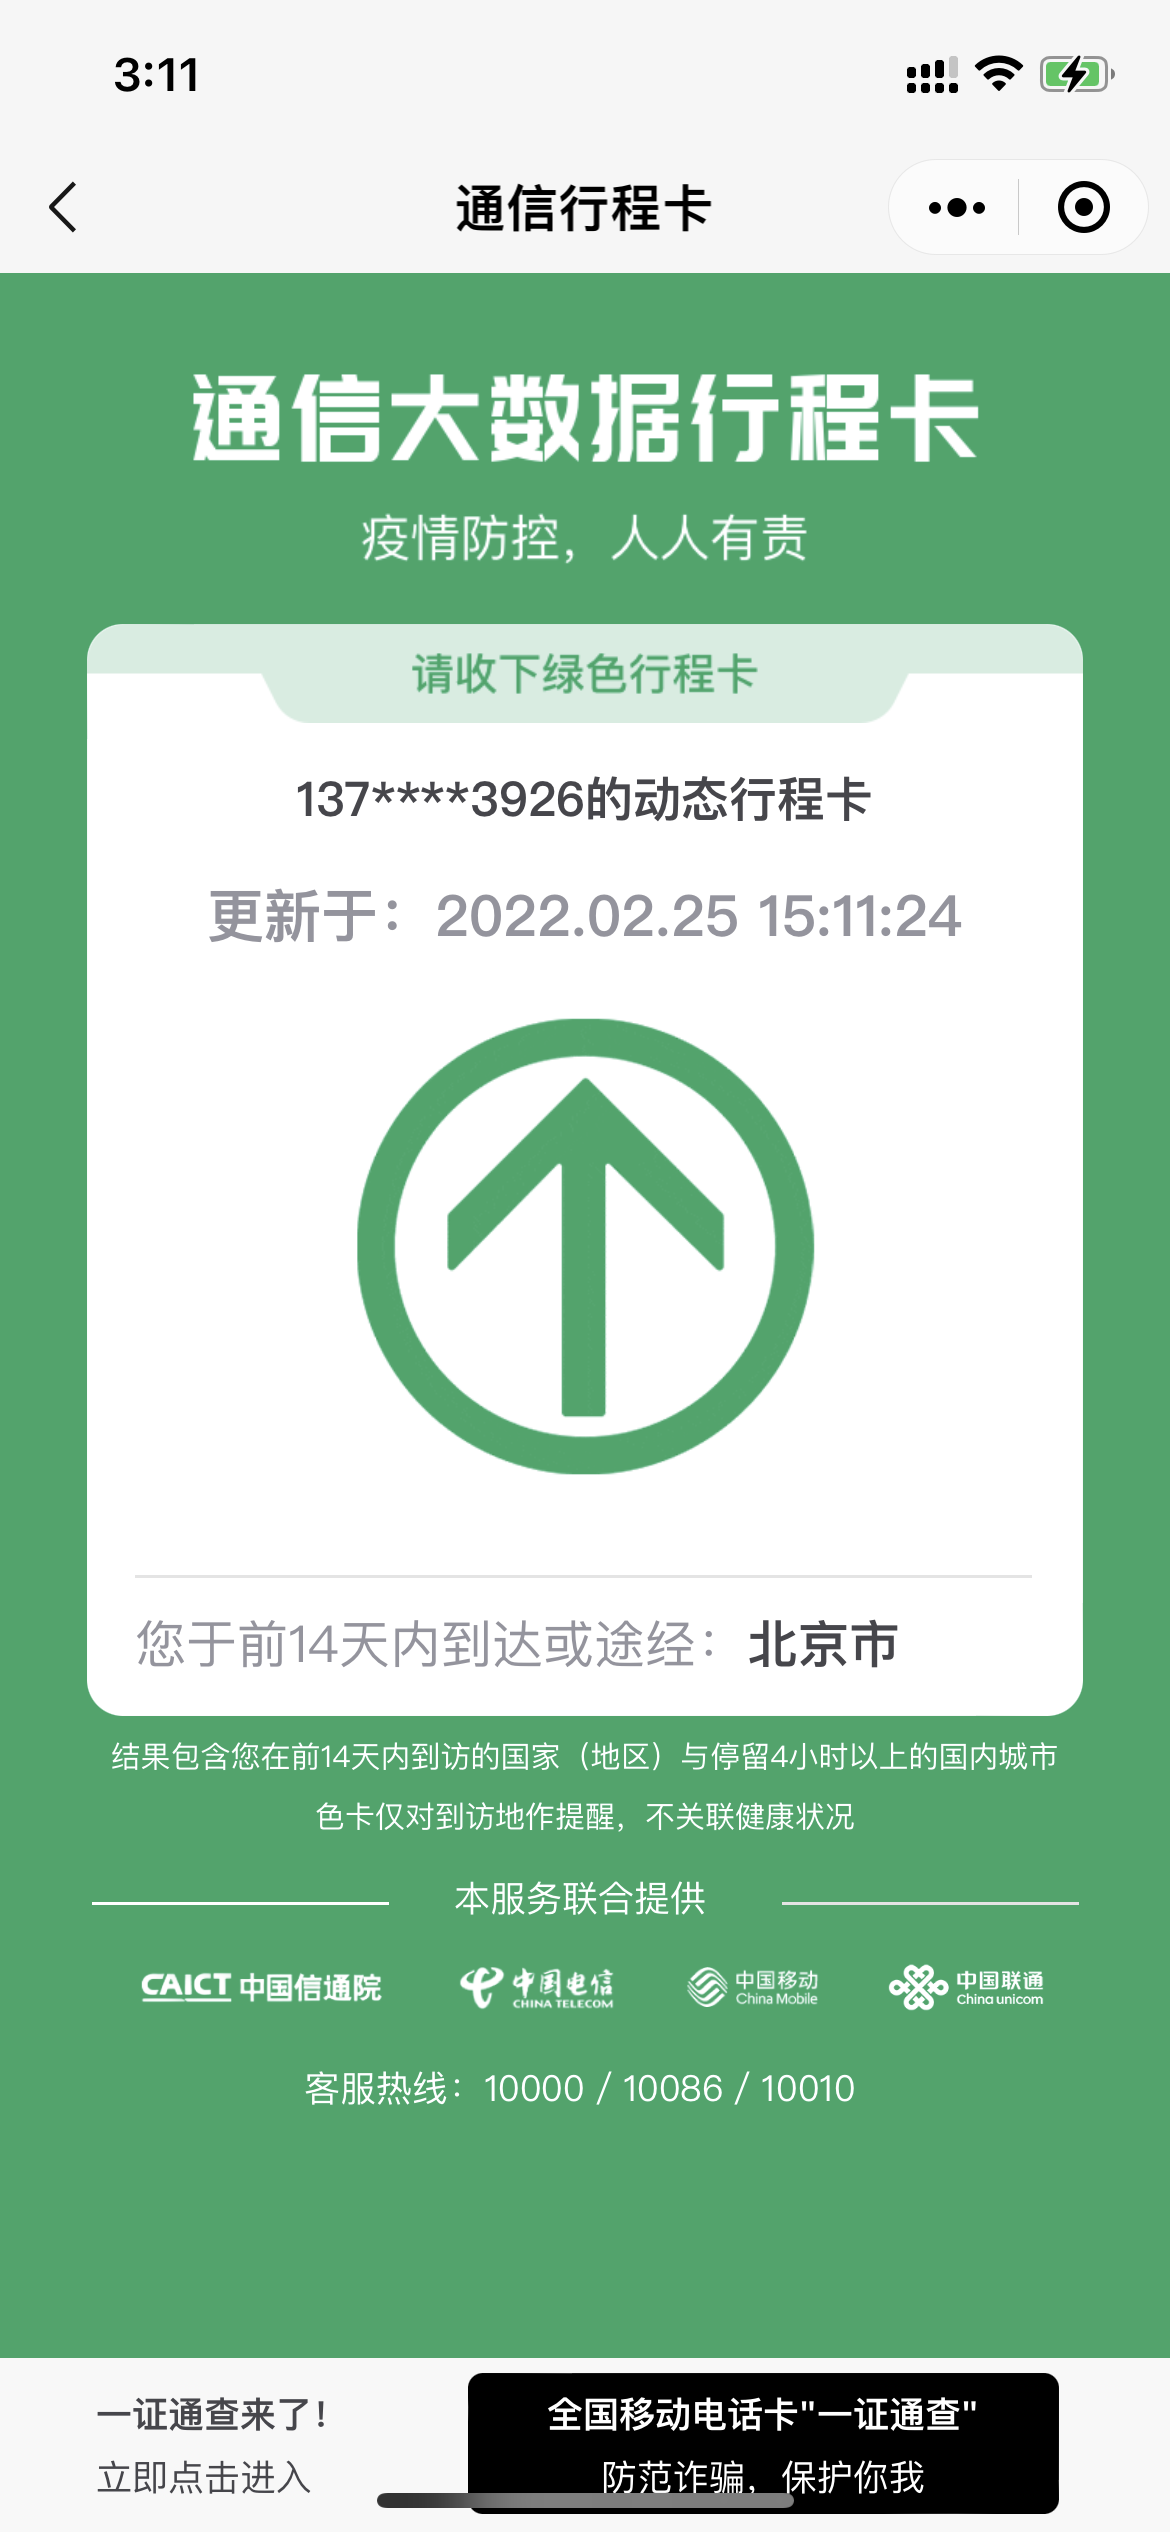 3:11
通信行程卡
通信大数据行程卡
疫情防控，人人有责
请收下绿色行程卡
137****3926的动态行程卡
更新于：2022.02.25 15:11:24
您于前14天内到达或途经：北京市
结果包含您在前14天内到访的国家（地区）与停留4小时以上的国内城市
色卡仅对到访地作提醒，不关联健康状况
本服务联合提供
CAICT 中国信通院 中国电信 CHINA TELECOM 中国移动 China Mobile 中国联通 China unicom
客服热线：10000 / 10086 / 10010
一证通查来了！
立即点击进入
全国移动电话卡"一证通查"
防范诈骗，保护你我